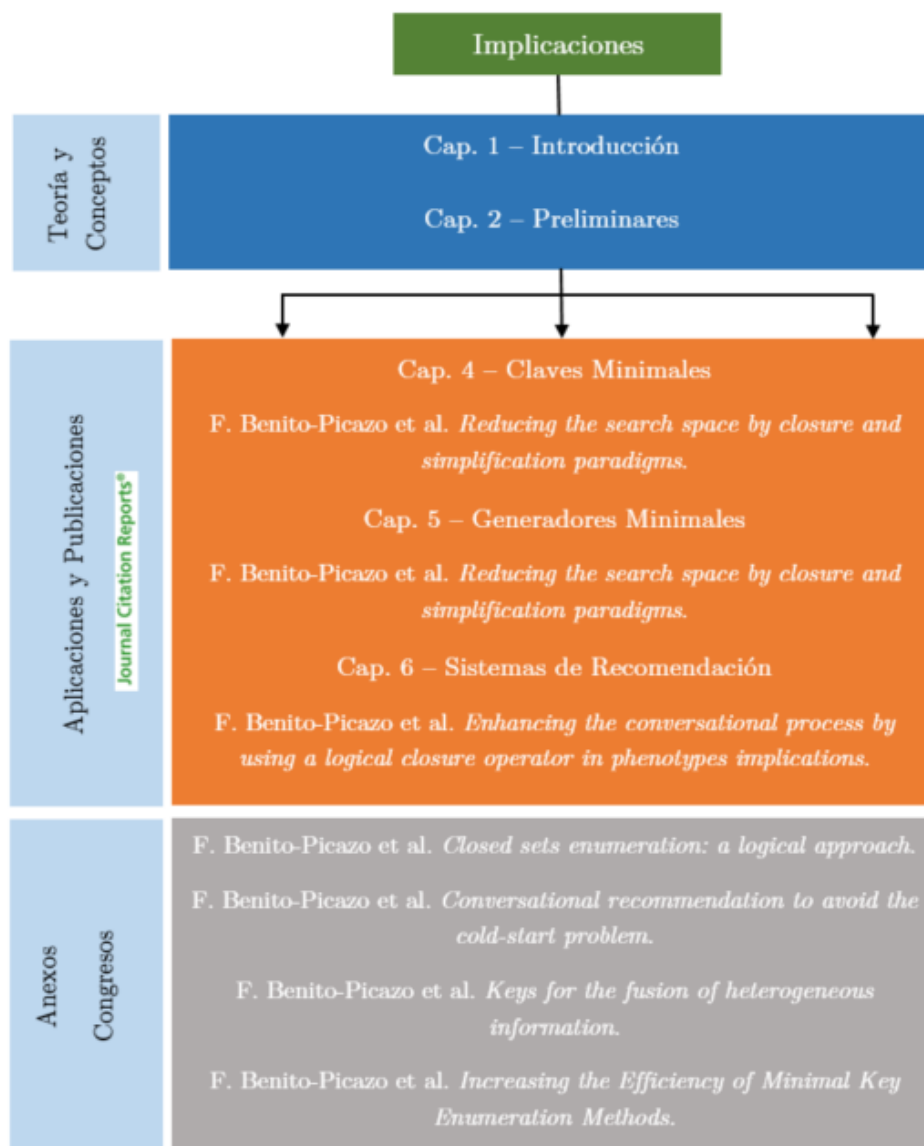 Implicaciones
Teoría y
Conceptos
Cap. 1 – Introducción
Cap. 2 – Preliminares
Aplicaciones y Publicaciones
Journal Citation Reports®
Cap. 4 – Claves Minimales
F. Benito-Picazo et al. Reducing the search space by closure and
simplification paradigms.
Cap. 5 – Generadores Minimales
F. Benito-Picazo et al. Reducing the search space by closure and
simplification paradigms.
Cap. 6 – Sistemas de Recomendación
F. Benito-Picazo et al. Enhancing the conversational process by
using a logical closure operator in phenotypes implications.
Anexos
Congresos
F. Benito-Picazo et al. Closed sets enumeration: a logical approach.
F. Benito-Picazo et al. Conversational recommendation to avoid the
cold-start problem.
F. Benito-Picazo et al. Keys for the fusion of heterogeneous
information.
F. Benito-Picazo et al. Increasing the Efficiency of Minimal Key
Enumeration Methods.